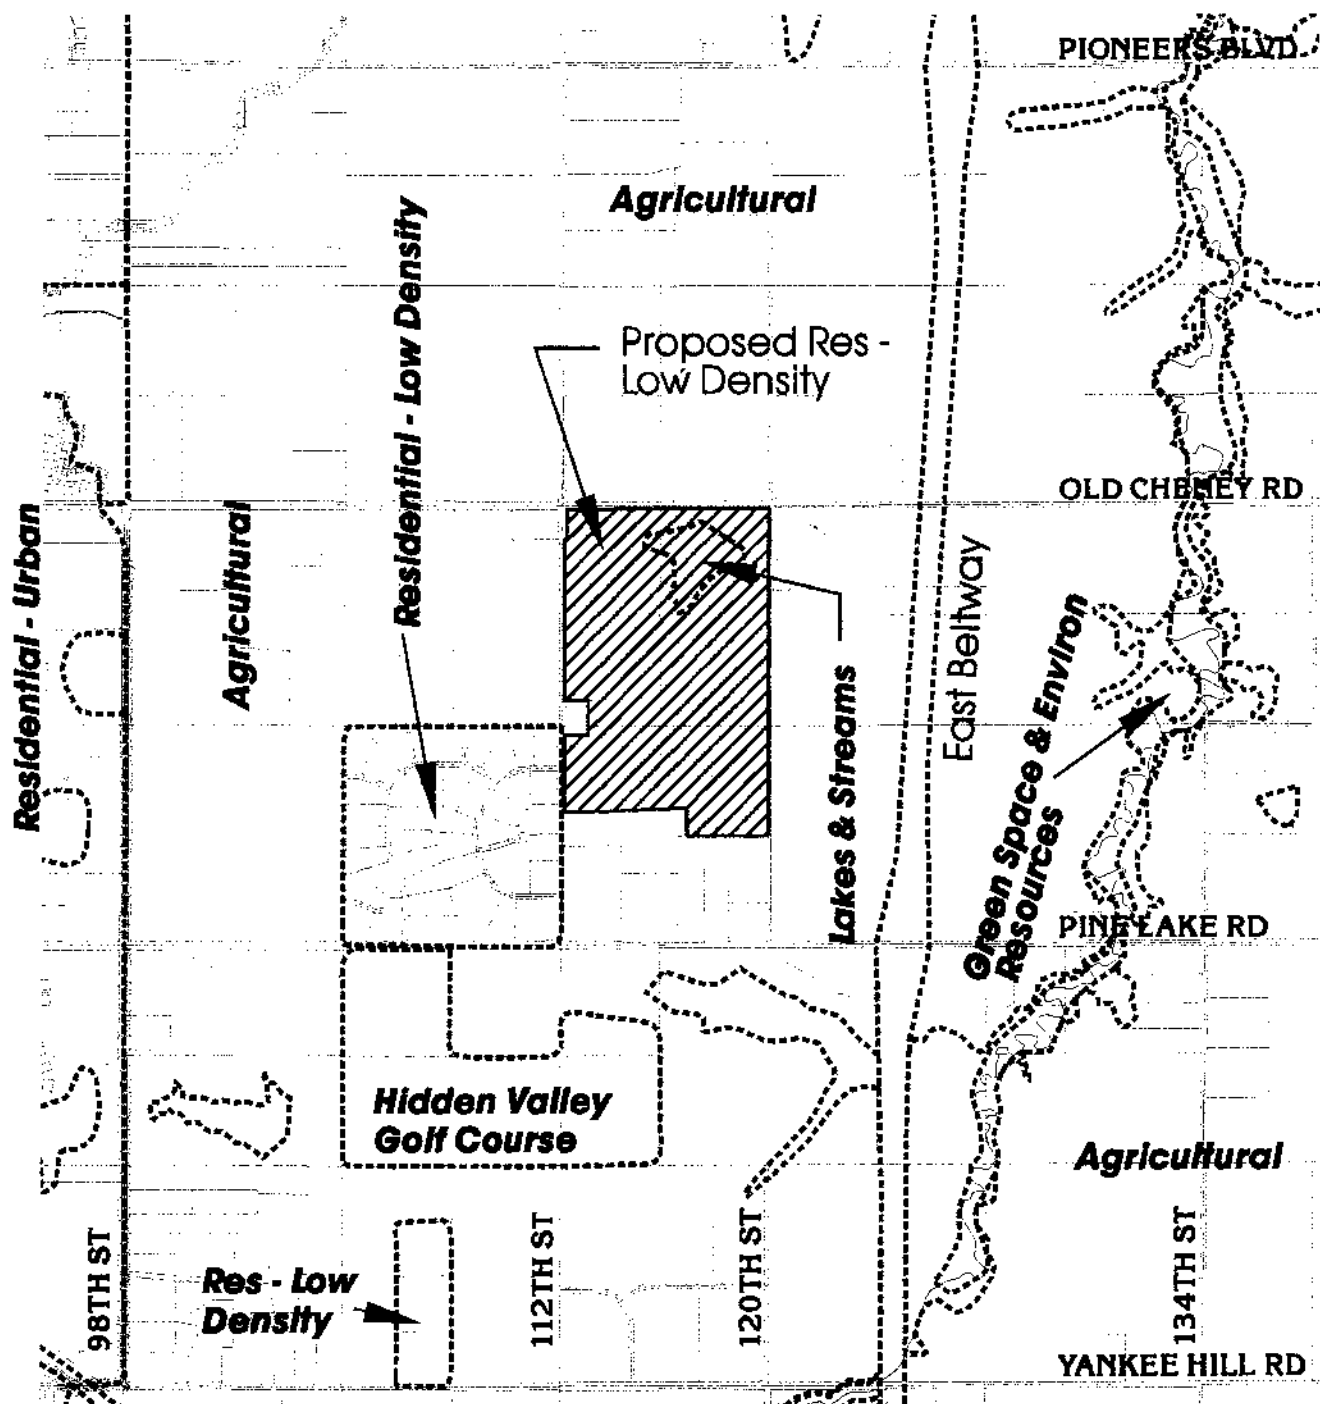 PIONEERS BLVD
Agricultural
Residential - Low Density
Proposed Res -
Low Density
OLD CHENEY RD
Residential - Urban
Agricultural
East Beltway
Lakes & Streams
Green Space & Environ
Resources
PINE LAKE RD
Hidden Valley
Golf Course
Agricultural
98TH ST
112TH ST
120TH ST
134TH ST
Res - Low
Density
YANKEE HILL RD